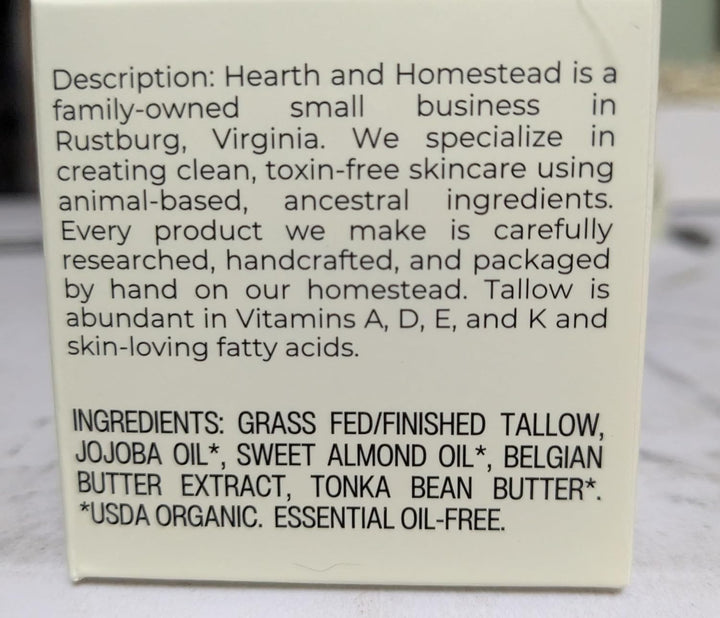 Description: Hearth and Homestead is a
family-owned small business in
Rustburg, Virginia. We specialize in
creating clean, toxin-free skincare using
animal-based, ancestral ingredients.
Every product we make is carefully
researched, handcrafted, and packaged
by hand on our homestead. Tallow is
abundant in Vitamins A, D, E, and K and
skin-loving fatty acids.
INGREDIENTS: GRASS FED/FINISHED TALLOW,
JOJOBA OIL*, SWEET ALMOND OIL*, BELGIAN
BUTTER EXTRACT, TONKA BEAN BUTTER*.
*USDA ORGANIC. ESSENTIAL OIL-FREE.